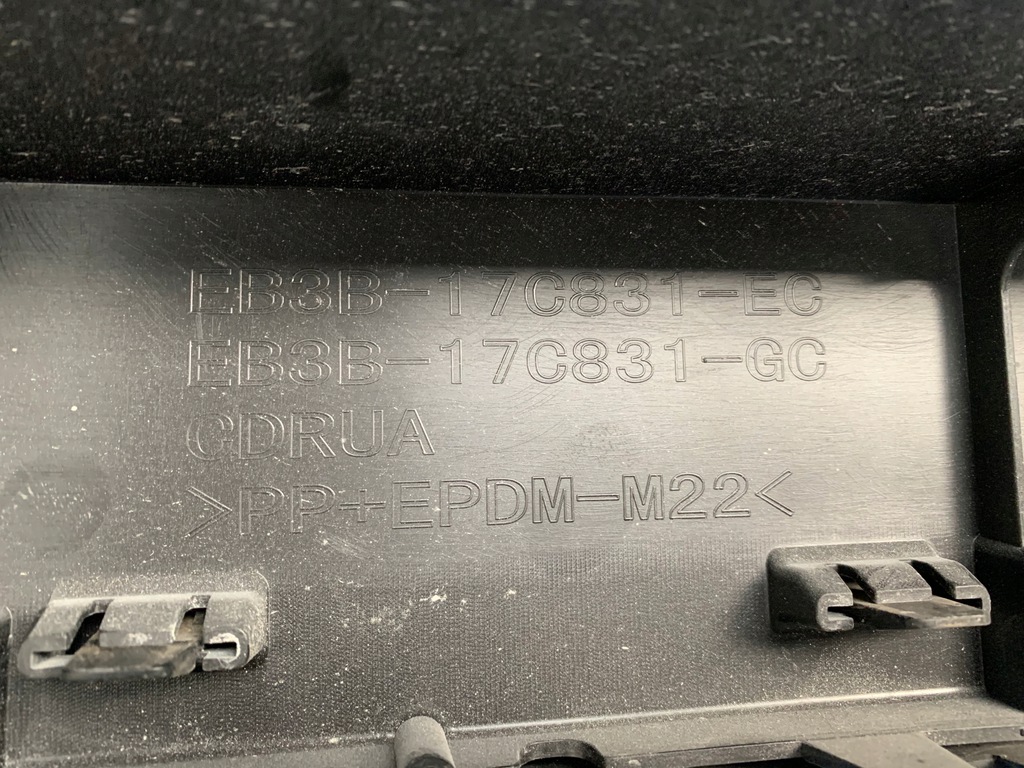 EB3B-17C831-EC
EB3B-17C831-GC
CDRUA
>PP+EPDM-M22<